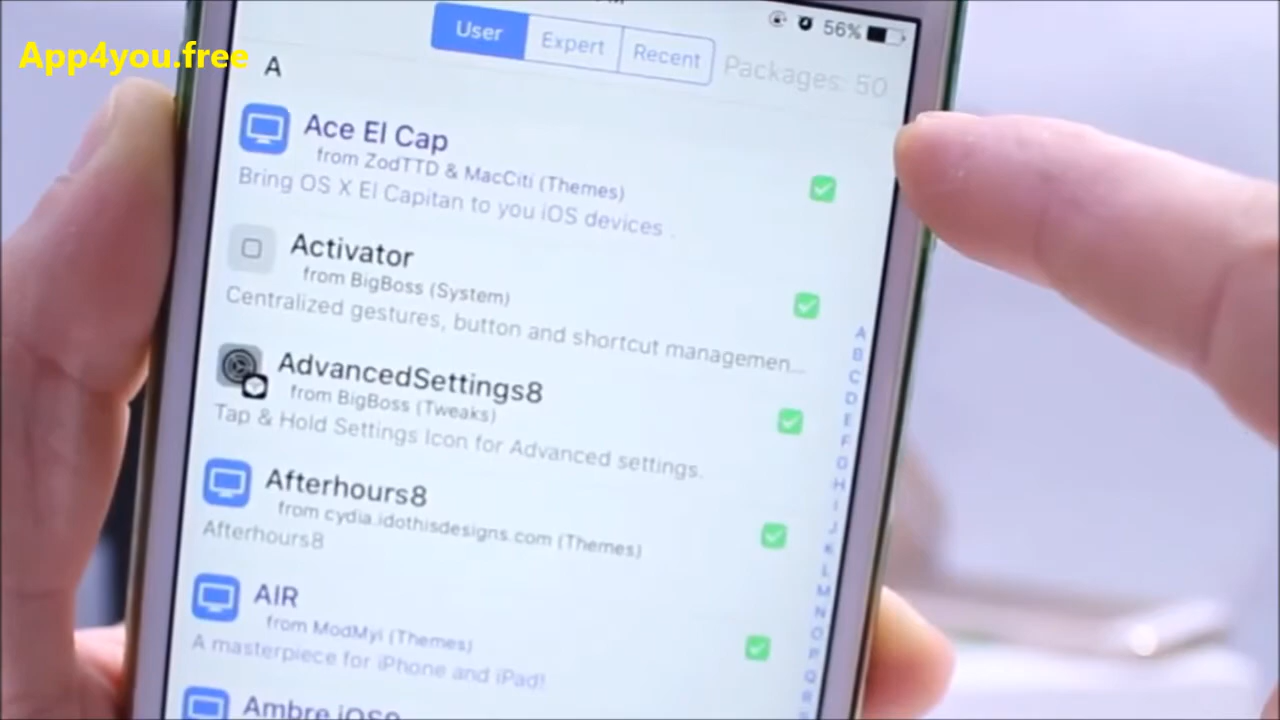 App4you.free
56%
User Expert Recent Packages: 50
A
Ace El Cap
from ZodTTD & MacCiti (Themes)
Bring OS X El Capitan to you iOS devices .
Activator
from BigBoss (System)
Centralized gestures, button and shortcut managemen...
AdvancedSettings8
from BigBoss (Tweaks)
Tap & Hold Settings Icon for Advanced settings.
Afterhours8
from cydia.idothisdesigns.com (Themes)
Afterhours8
AIR
from ModMyi (Themes)
A masterpiece for iPhone and iPad!
Ambre iOS9
A
B
C
D
E
F
G
H
I
J
K
L
M
N
O
P
Q
R